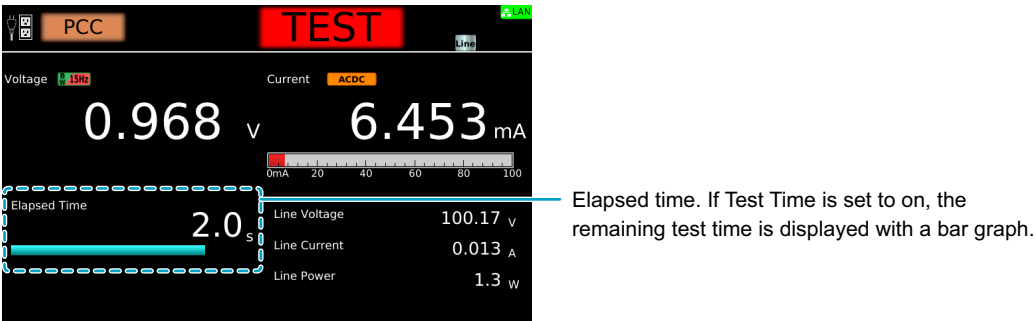 PCC
TEST
LAN
Line
Voltage BW 15Hz
Current ACDC
0.968 V
6.453 mA
0mA 20 40 60 80 100
Elapsed Time
2.0 s
Line Voltage 100.17 V
Line Current 0.013 A
Line Power 1.3 W
Elapsed time. If Test Time is set to on, the
remaining test time is displayed with a bar graph.